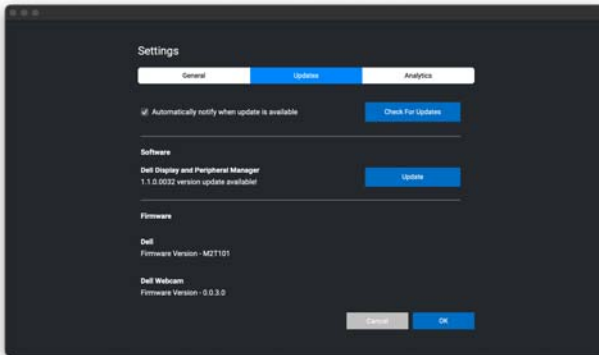 Settings
General Updates Analytics
Automatically notify when update is available Check For Updates
Software
Dell Display and Peripheral Manager
1.1.0.0032 version update available! Update
Firmware
Dell
Firmware Version - M2T101
Dell Webcam
Firmware Version - 0.0.3.0
Cancel OK